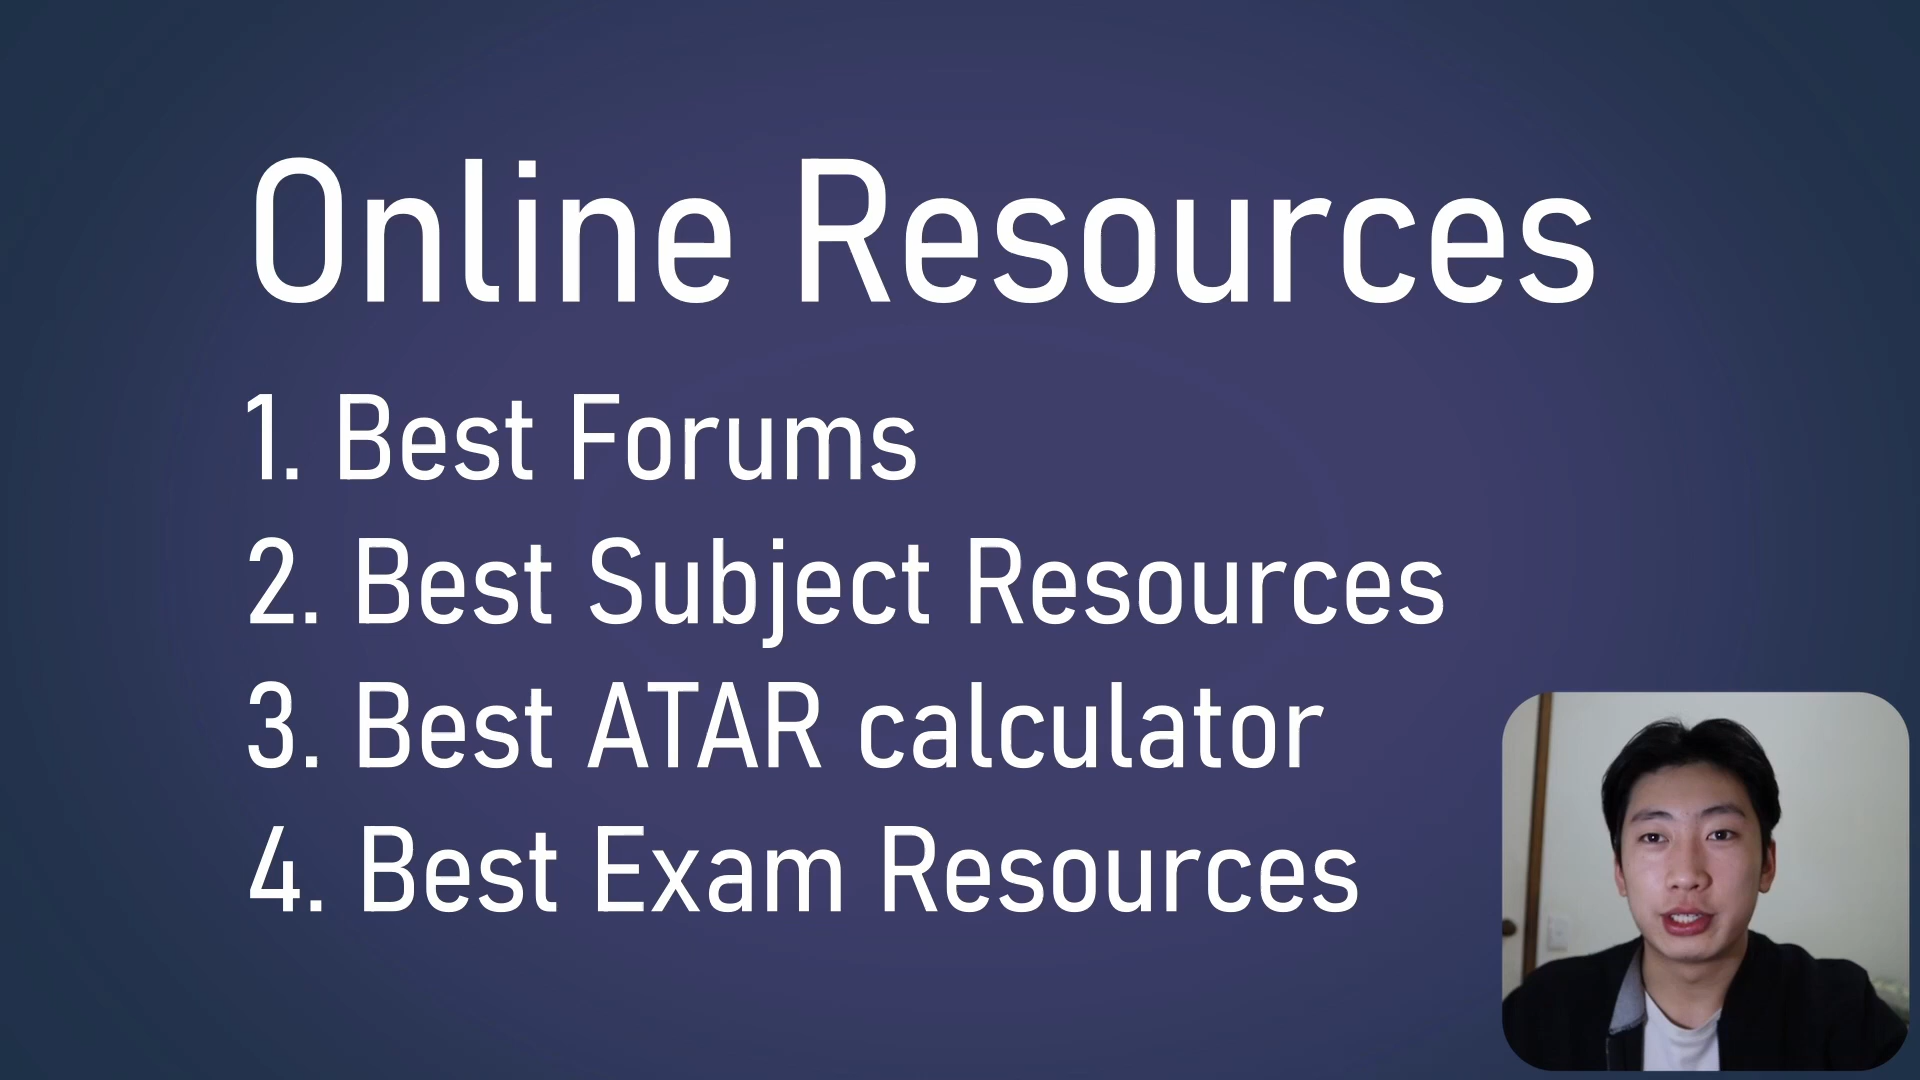 Online Resources
1. Best Forums
2. Best Subject Resources
3. Best ATAR calculator
4. Best Exam Resources